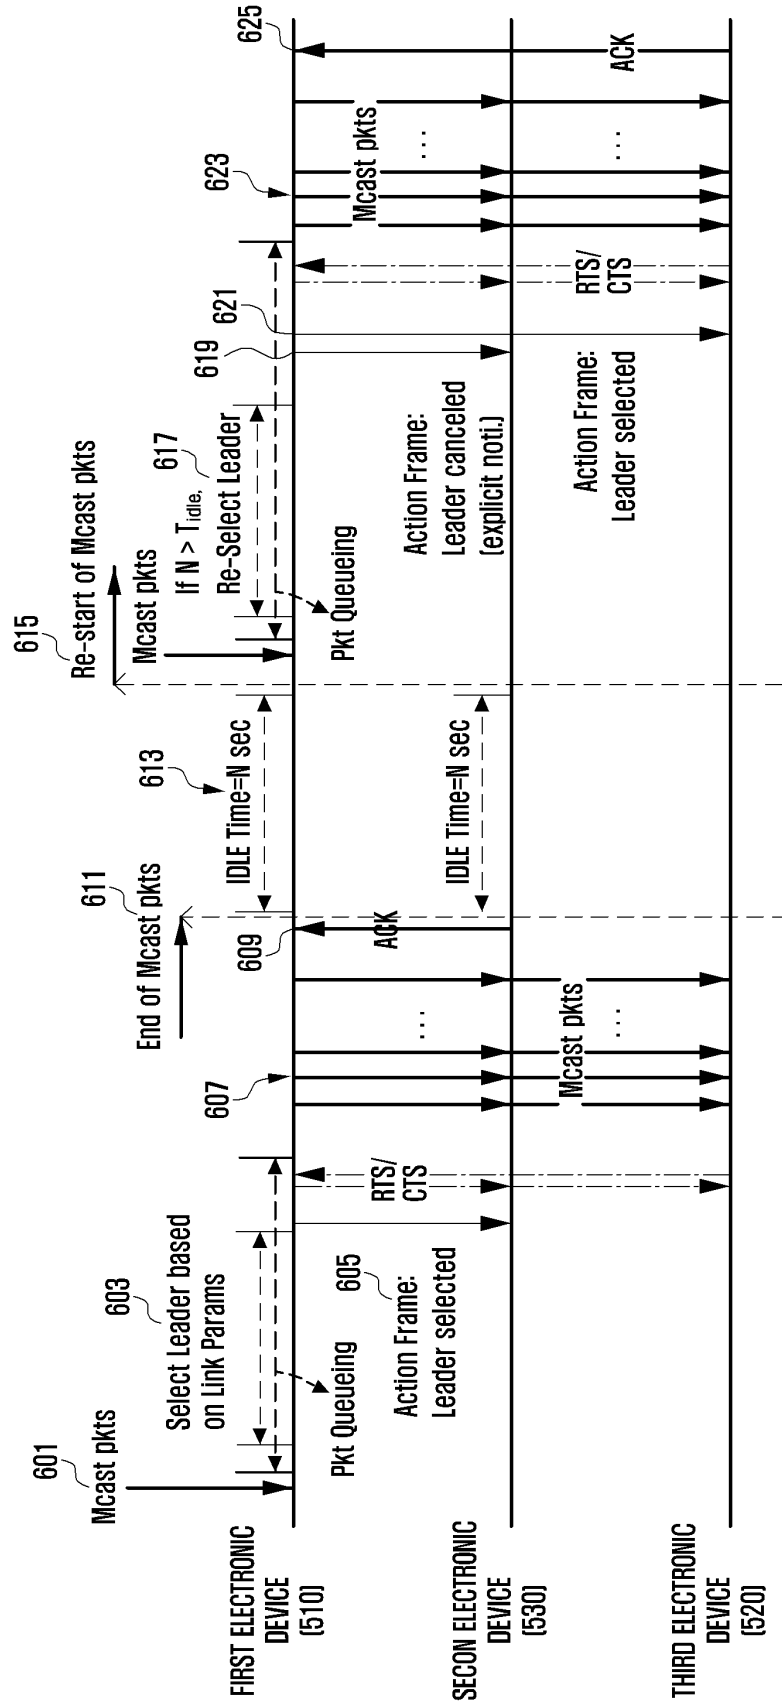 601
Mcast pkts
603
Select Leader based
on Link Params
Pkt Queueing
605
Action Frame:
Leader selected
RTS/
CTS
607
Mcast pkts
...
...
609
ACK
611
End of Mcast pkts
613
IDLE Time=N sec
IDLE Time=N sec
615
Re-start of Mcast pkts
Mcast pkts
617
If N > Tidle,
Re-Select Leader
Pkt Queueing
619
Action Frame:
Leader canceled
(explicit noti.)
621
Action Frame:
Leader selected
RTS/
CTS
623
Mcast pkts
...
...
625
ACK
FIRST ELECTRONIC
DEVICE
(510)
SECON ELECTRONIC
DEVICE
(530)
THIRD ELECTRONIC
DEVICE
(520)